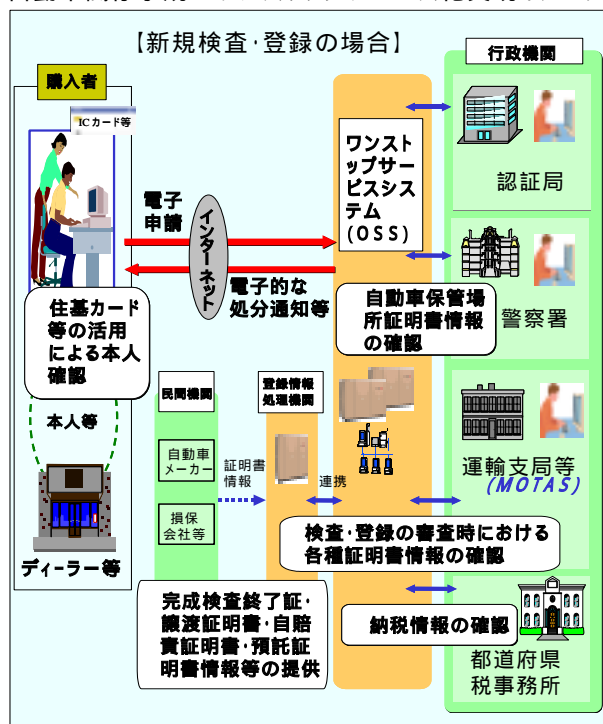 【新規検査・登録の場合】
購入者
ICカード等
電子
申請
インターネット
電子的な
処分通知等
住基カード
等の活用
による本人
確認
本人等
ディーラー等
民間機関
自動車
メーカー
損保
会社等
証明書
情報
登録情報
処理機関
連携
完成検査終了証・
譲渡証明書・自賠
責証明書・預託証
明書情報等の提供
ワンス
トップサー
ビスシス
テム
(OSS)
自動車保管場
所証明書情報
の確認
検査・登録の審査時における
各種証明書情報の確認
納税情報の確認
行政機関
認証局
警察署
運輸支局等
(MOTAS)
都道府県
税事務所